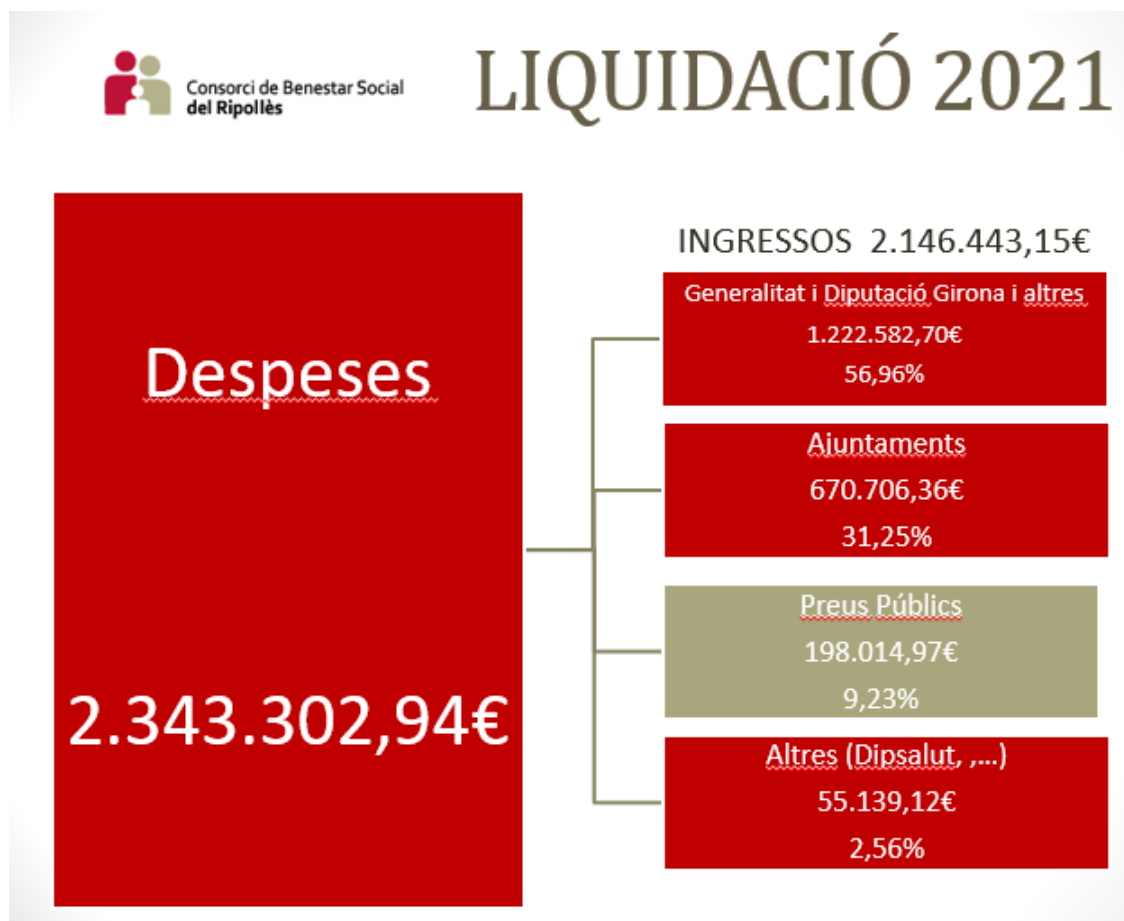 Consorci de Benestar Social
del Ripollès
LIQUIDACIÓ 2021
Despeses
2.343.302,94€
INGRESSOS 2.146.443,15€
Generalitat i Diputació Girona i altres
1.222.582,70€
56,96%
Ajuntaments
670.706,36€
31,25%
Preus Públics
198.014,97€
9,23%
Altres (Dipsalut, ,...)
55.139,12€
2,56%